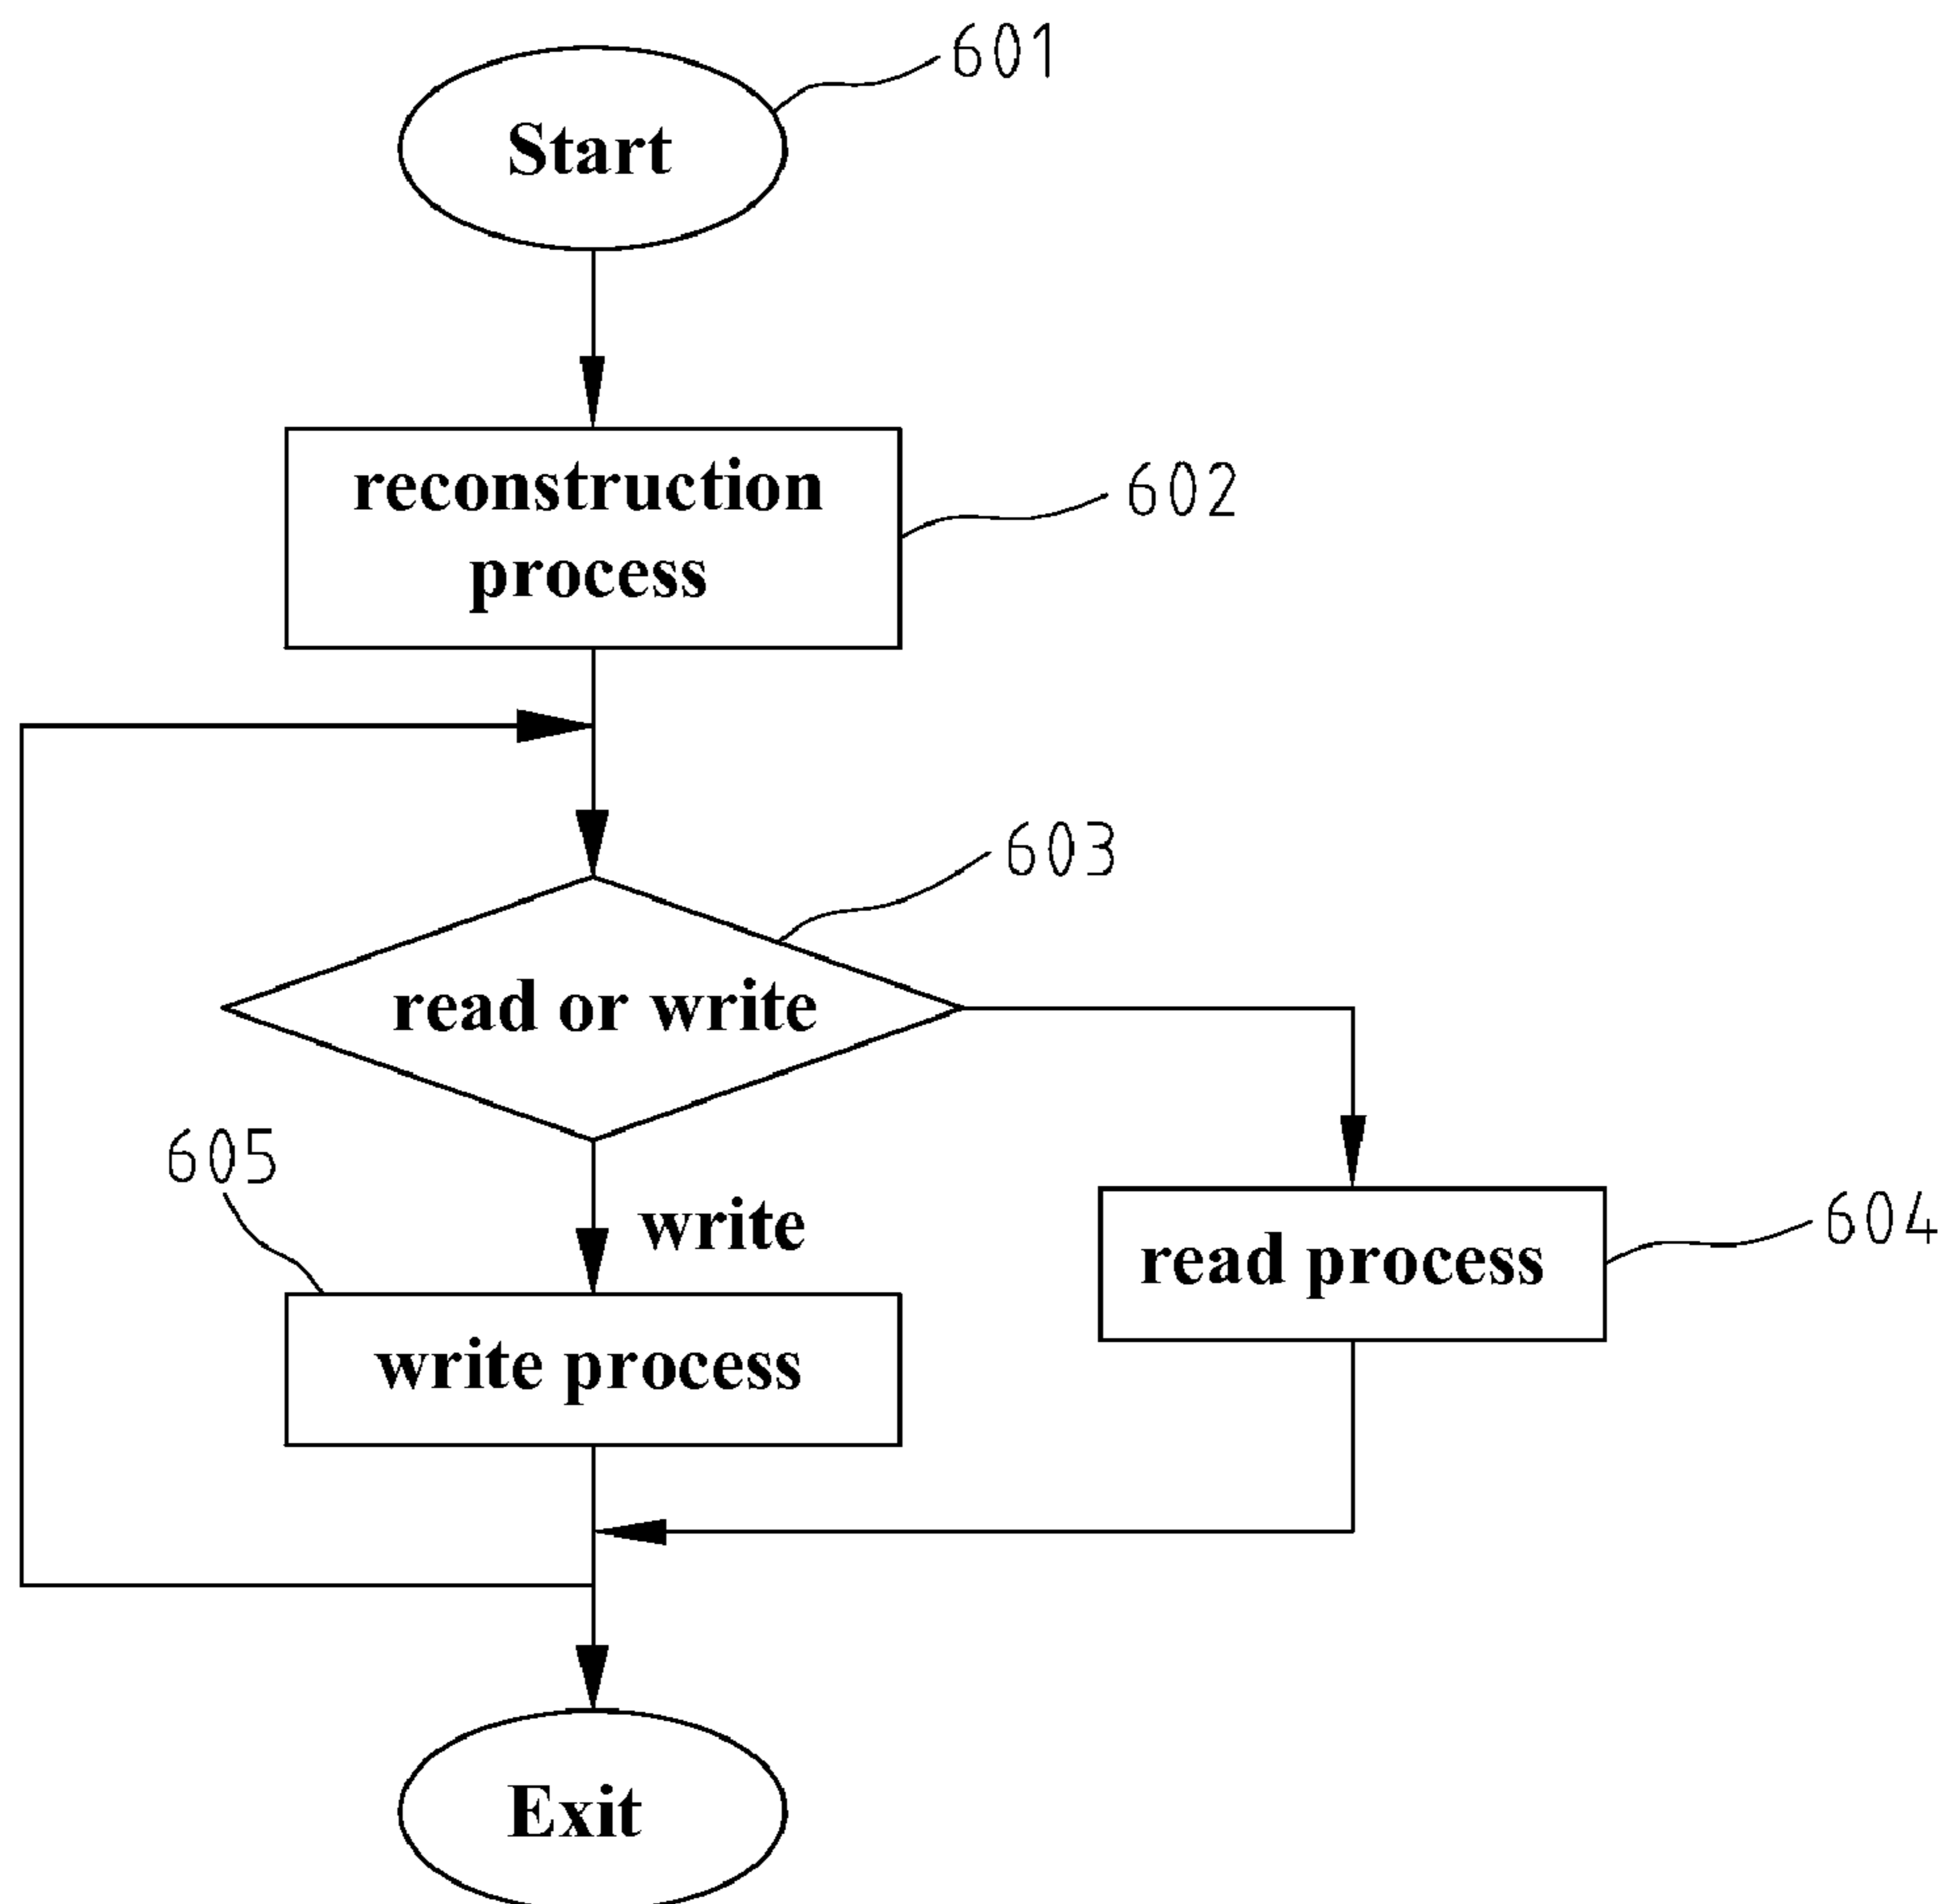 601
Start
reconstruction
process
602
603
read or write
605
write
604
read process
write process
Exit